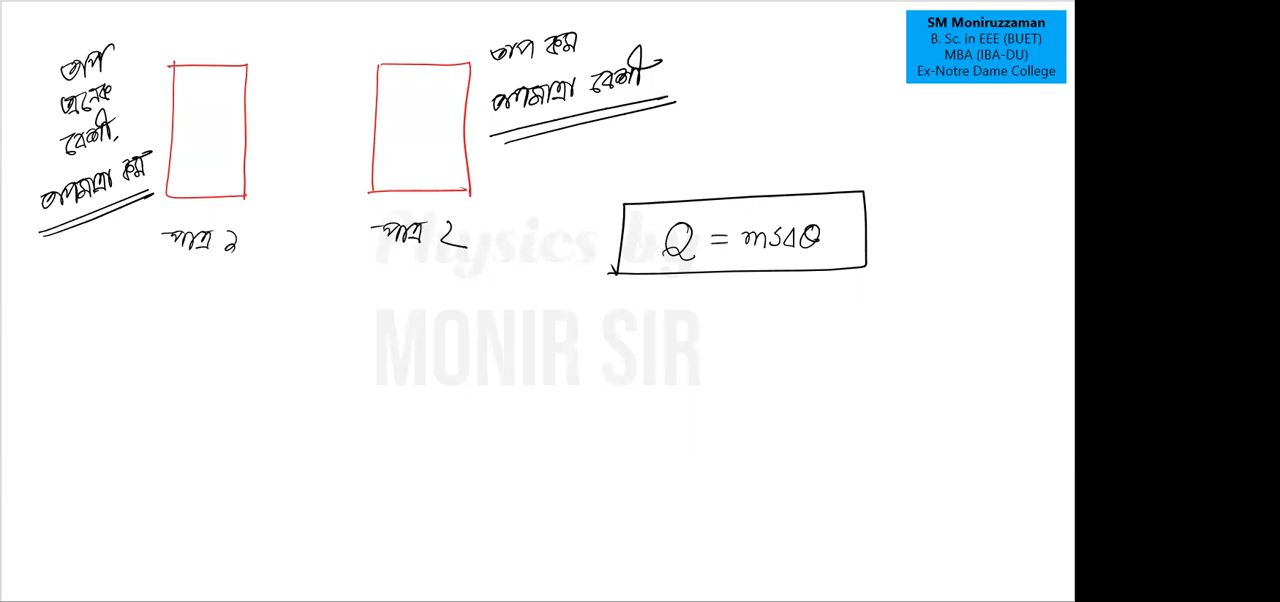 SM Moniruzzaman
B. Sc. in EEE (BUET)
MBA (IBA-DU)
Ex-Notre Dame College
তাপ
অনেক
বেশী,
তাপমাত্রা কম
তাপ কম
তাপমাত্রা বেশী
পাত্র ১
পাত্র ২
Q = msΔθ
Physics by
MONIR SIR